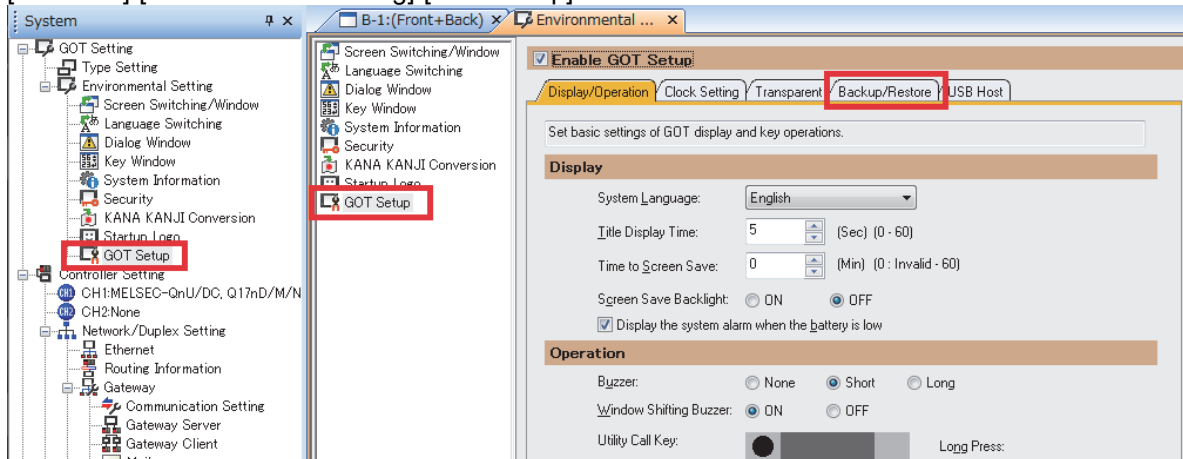 System
GOT Setting
Type Setting
Environmental Setting
Screen Switching/Window
Language Switching
Dialog Window
Key Window
System Information
Security
KANA KANJI Conversion
Startup Logo
GOT Setup
Controller Setting
CH1:MELSEC-QnU/DC, Q17nD/M/N
CH2:None
Network/Duplex Setting
Ethernet
Routing Information
Gateway
Communication Setting
Gateway Server
Gateway Client
B-1:(Front+Back)
Environmental ...
Screen Switching/Window
Language Switching
Dialog Window
Key Window
System Information
Security
KANA KANJI Conversion
Startup Logo
GOT Setup
Enable GOT Setup
Display/Operation Clock Setting Transparent Backup/Restore USB Host
Set basic settings of GOT display and key operations.
Display
System Language: English
Title Display Time: 5 (Sec) (0 - 60)
Time to Screen Save: 0 (Min) (0 : Invalid - 60)
Screen Save Backlight: ON OFF
Display the system alarm when the battery is low
Operation
Buzzer: None Short Long
Window Shifting Buzzer: ON OFF
Utility Call Key: Long Press: